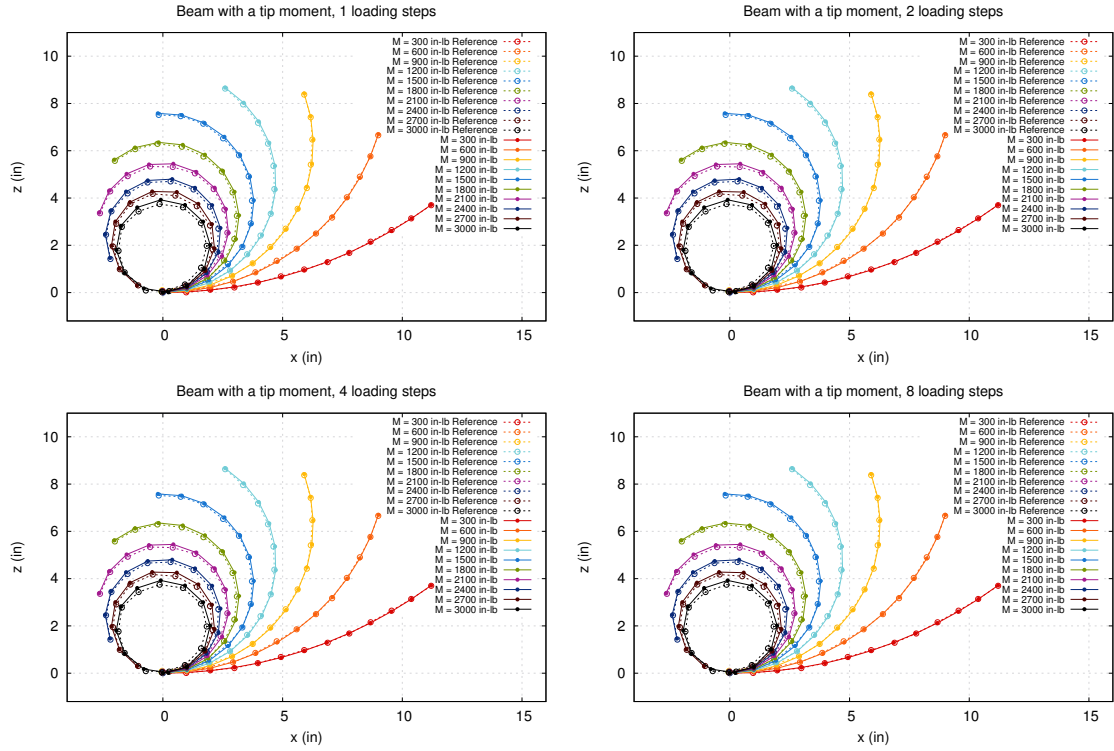 Beam with a tip moment, 1 loading steps
M = 300 in-lb Reference
M = 600 in-lb Reference
M = 900 in-lb Reference
M = 1200 in-lb Reference
M = 1500 in-lb Reference
M = 1800 in-lb Reference
M = 2100 in-lb Reference
M = 2400 in-lb Reference
M = 2700 in-lb Reference
M = 3000 in-lb Reference
M = 300 in-lb
M = 600 in-lb
M = 900 in-lb
M = 1200 in-lb
M = 1500 in-lb
M = 1800 in-lb
M = 2100 in-lb
M = 2400 in-lb
M = 2700 in-lb
M = 3000 in-lb
z (in)
10
8
6
4
2
0
0 5 10 15
x (in)
Beam with a tip moment, 2 loading steps
M = 300 in-lb Reference
M = 600 in-lb Reference
M = 900 in-lb Reference
M = 1200 in-lb Reference
M = 1500 in-lb Reference
M = 1800 in-lb Reference
M = 2100 in-lb Reference
M = 2400 in-lb Reference
M = 2700 in-lb Reference
M = 3000 in-lb Reference
M = 300 in-lb
M = 600 in-lb
M = 900 in-lb
M = 1200 in-lb
M = 1500 in-lb
M = 1800 in-lb
M = 2100 in-lb
M = 2400 in-lb
M = 2700 in-lb
M = 3000 in-lb
z (in)
10
8
6
4
2
0
0 5 10 15
x (in)
Beam with a tip moment, 4 loading steps
M = 300 in-lb Reference
M = 600 in-lb Reference
M = 900 in-lb Reference
M = 1200 in-lb Reference
M = 1500 in-lb Reference
M = 1800 in-lb Reference
M = 2100 in-lb Reference
M = 2400 in-lb Reference
M = 2700 in-lb Reference
M = 3000 in-lb Reference
M = 300 in-lb
M = 600 in-lb
M = 900 in-lb
M = 1200 in-lb
M = 1500 in-lb
M = 1800 in-lb
M = 2100 in-lb
M = 2400 in-lb
M = 2700 in-lb
M = 3000 in-lb
z (in)
10
8
6
4
2
0
0 5 10 15
x (in)
Beam with a tip moment, 8 loading steps
M = 300 in-lb Reference
M = 600 in-lb Reference
M = 900 in-lb Reference
M = 1200 in-lb Reference
M = 1500 in-lb Reference
M = 1800 in-lb Reference
M = 2100 in-lb Reference
M = 2400 in-lb Reference
M = 2700 in-lb Reference
M = 3000 in-lb Reference
M = 300 in-lb
M = 600 in-lb
M = 900 in-lb
M = 1200 in-lb
M = 1500 in-lb
M = 1800 in-lb
M = 2100 in-lb
M = 2400 in-lb
M = 2700 in-lb
M = 3000 in-lb
z (in)
10
8
6
4
2
0
0 5 10 15
x (in)